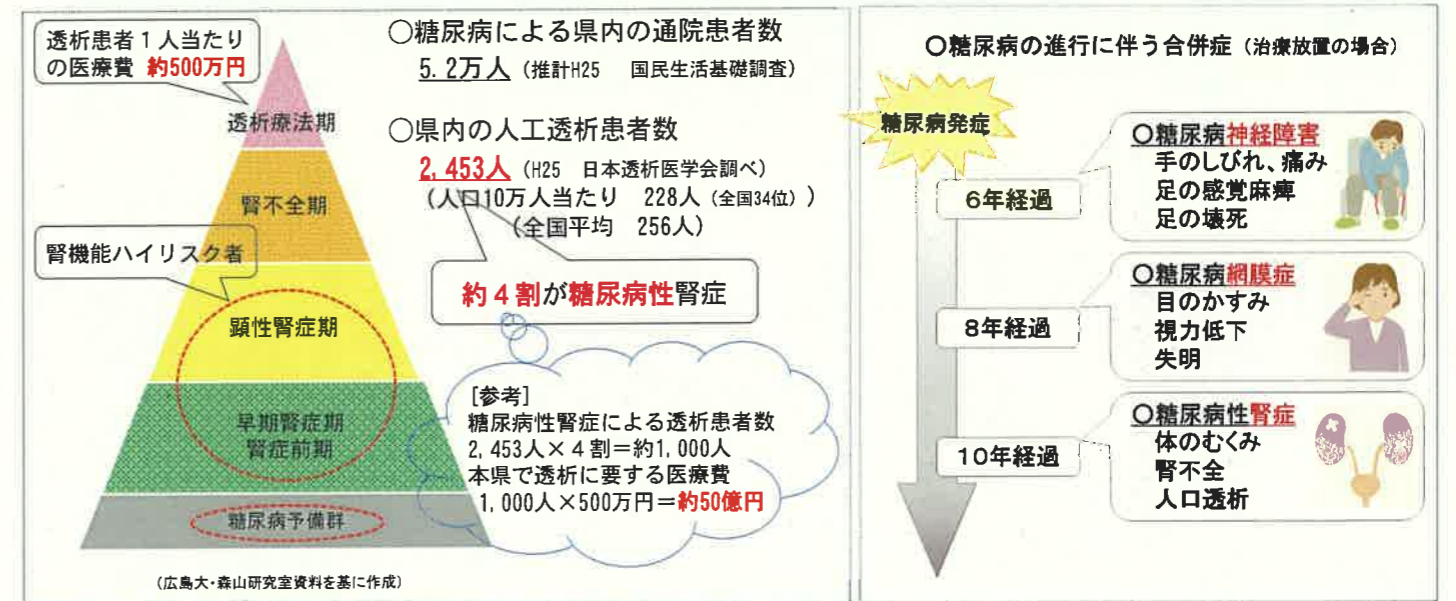 透析患者1人当たり
の医療費 約500万円
透析療法期
腎不全期
腎機能ハイリスク者
顕性腎症期
早期腎症期
腎症前期
糖尿病予備群
(広島大・森山研究室資料を基に作成)
○糖尿病による県内の通院患者数
5.2万人 (推計H25 国民生活基礎調査)
○県内の人工透析患者数
2,453人 (H25 日本透析医学会調べ)
(人口10万人当たり 228人 (全国34位) )
(全国平均 256人)
約4割が糖尿病性腎症
[参考]
糖尿病性腎症による透析患者数
2,453人×4割=約1,000人
本県で透析に要する医療費
1,000人×500万円=約50億円
○糖尿病の進行に伴う合併症 (治療放置の場合)
糖尿病発症
6年経過
○糖尿病神経障害
手のしびれ、痛み
足の感覚麻痺
足の壊死
8年経過
○糖尿病網膜症
目のかすみ
視力低下
失明
10年経過
○糖尿病性腎症
体のむくみ
腎不全
人口透析